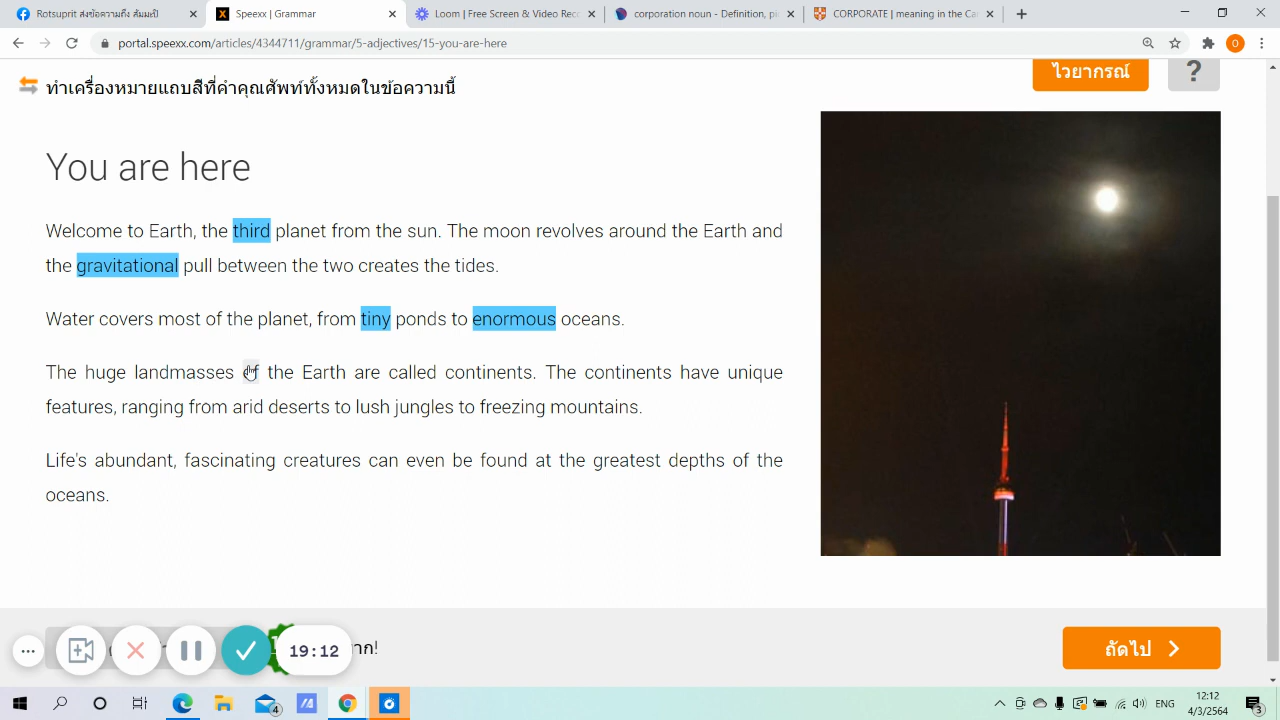 Rotsuprit ส่งขอบเขตถึง สัมมป์
Speexx | Grammar
Loom | Free Screen & Video Rec
corporation noun - Definition, pi
CORPORATE | meaning in the Ca
portal.speexx.com/articles/4344711/grammar/5-adjectives/15-you-are-here
O
ทำเครื่องหมายแถบสีที่คำคุณศัพท์ทั้งหมดในข้อความนี้
ไวยากรณ์
?
You are here
Welcome to Earth, the third planet from the sun. The moon revolves around the Earth and
the gravitational pull between the two creates the tides.
Water covers most of the planet, from tiny ponds to enormous oceans.
The huge landmasses of the Earth are called continents. The continents have unique
features, ranging from arid deserts to lush jungles to freezing mountains.
Life's abundant, fascinating creatures can even be found at the greatest depths of the
oceans.
19:12
าก!
ถัดไป
4
ENG
12:12
4/3/2564
3